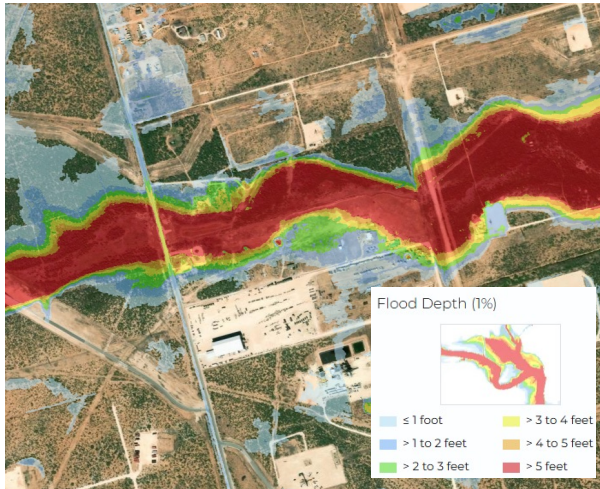 Flood Depth (1%)
≤ 1 foot
> 3 to 4 feet
> 1 to 2 feet
> 4 to 5 feet
> 2 to 3 feet
> 5 feet